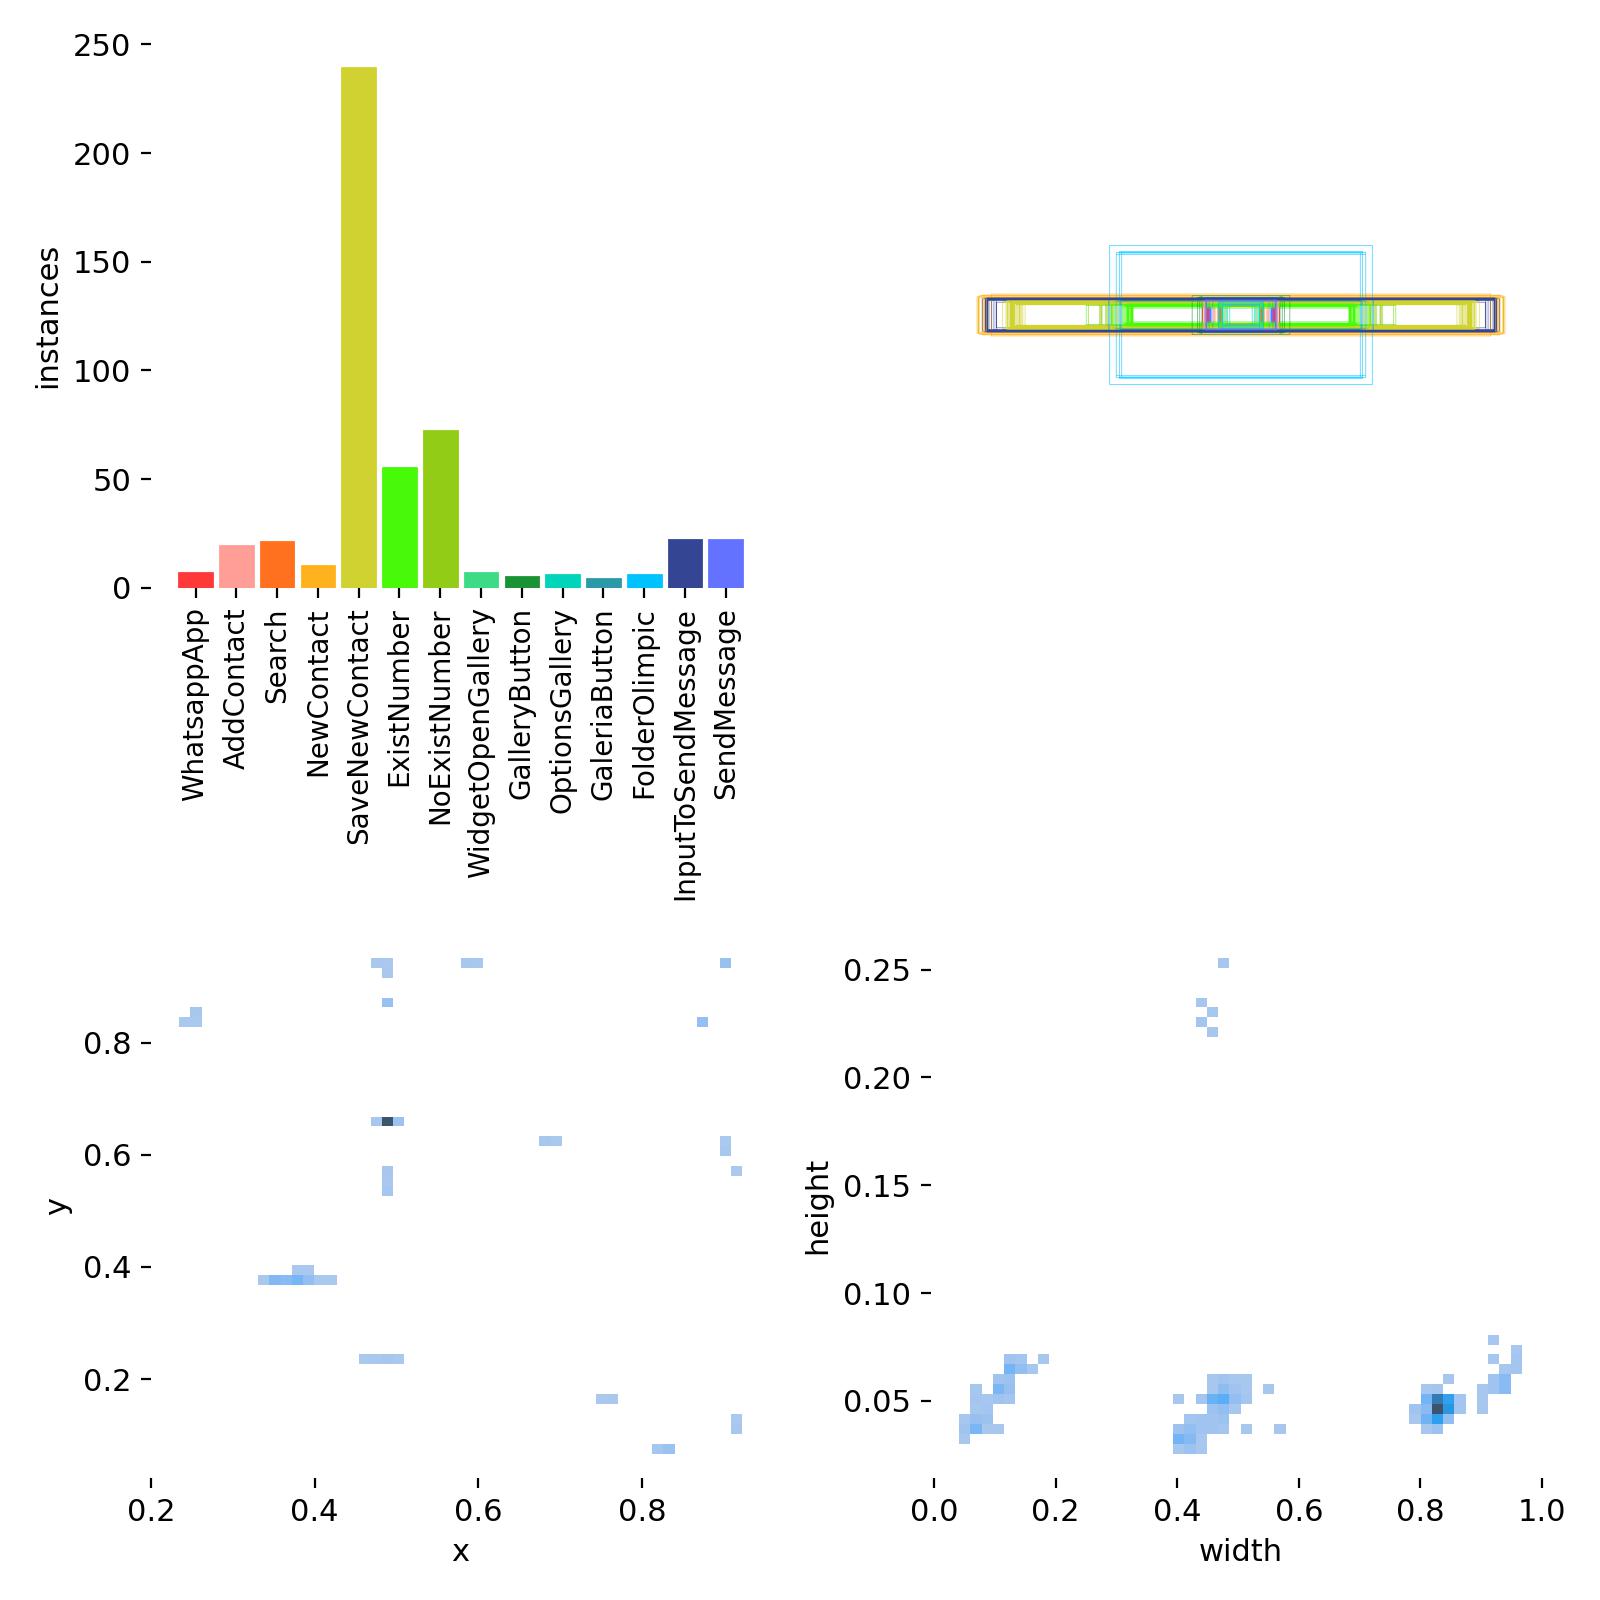 250
200
150
100
50
0
instances
WhatsappApp
AddContact
Search
NewContact
SaveNewContact
ExistNumber
NoExistNumber
WidgetOpenGallery
GalleryButton
OptionsGallery
GaleriaButton
FolderOlimpic
InputToSendMessage
SendMessage
0.8
0.6
0.4
0.2
y
0.2 0.4 0.6 0.8
x
0.25
0.20
0.15
0.10
0.05
height
0.0 0.2 0.4 0.6 0.8 1.0
width